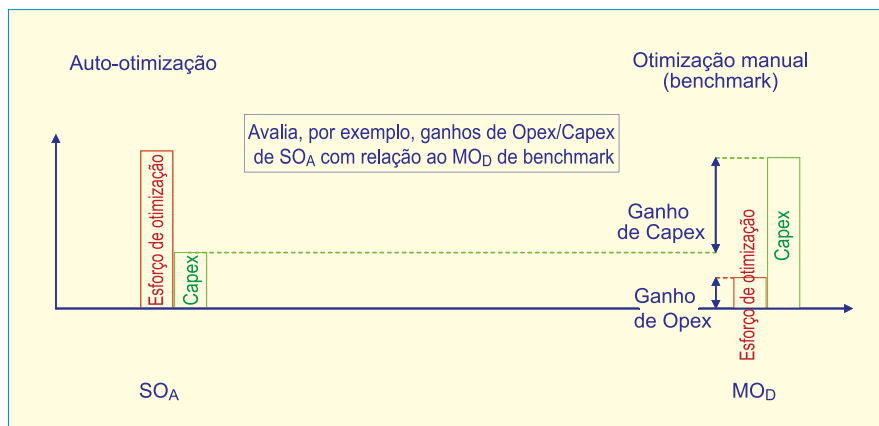 Auto-otimização
Otimização manual
(benchmark)
Avalia, por exemplo, ganhos de Opex/Capex
de SOA com relação ao MOD de benchmark
Esforço de otimização
Capex
Ganho
de Capex
Ganho
de Opex
Esforço de otimização
Capex
SOA
MOD